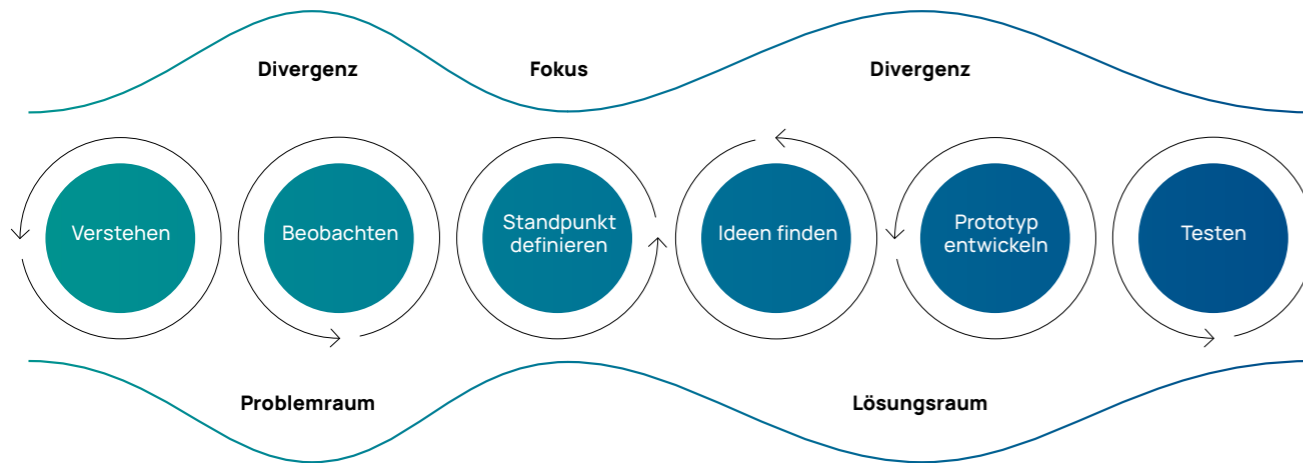 Divergenz
Fokus
Divergenz
Verstehen
Beobachten
Standpunkt
definieren
Ideen finden
Prototyp
entwickeln
Testen
Problemraum
Lösungsraum